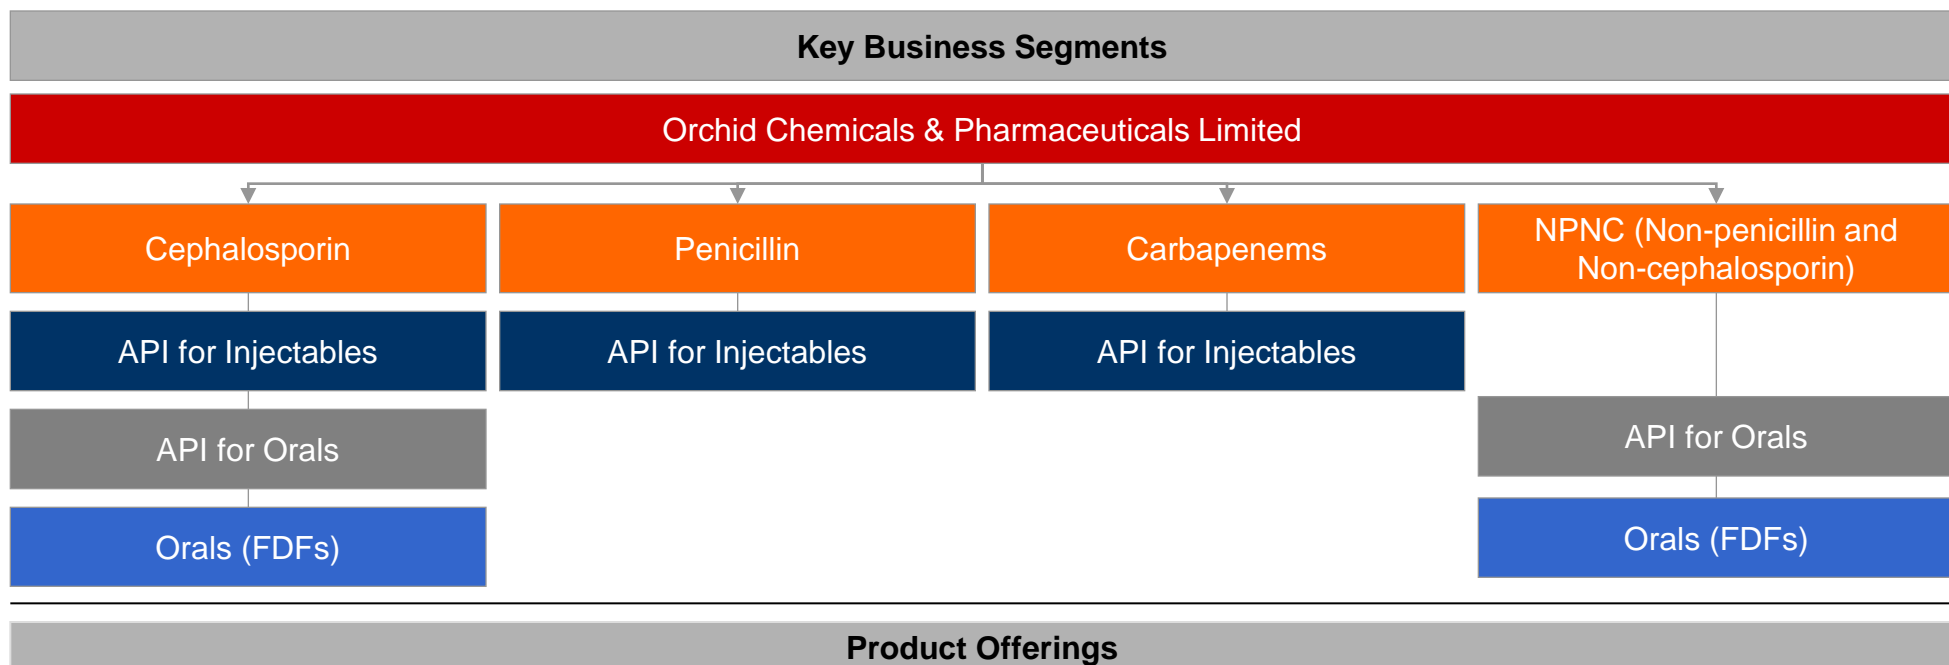 Key Business Segments
Orchid Chemicals & Pharmaceuticals Limited
Cephalosporin
Penicillin
Carbapenems
NPNC (Non-penicillin and
Non-cephalosporin)
API for Injectables
API for Injectables
API for Injectables
API for Orals
API for Orals
Orals (FDFs)
Orals (FDFs)
Product Offerings